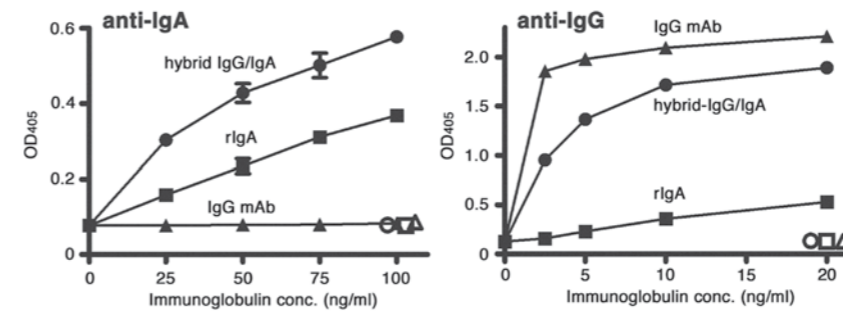 anti-IgA
0.6
0.4
0.2
0
OD405
hybrid IgG/IgA
rIgA
IgG mAb
0 25 50 75 100
Immunoglobulin conc. (ng/ml)
anti-IgG
2.0
1.5
1.0
0.5
0
OD405
IgG mAb
hybrid-IgG/IgA
rIgA
0 5 10 15 20
Immunoglobulin conc. (ng/ml)